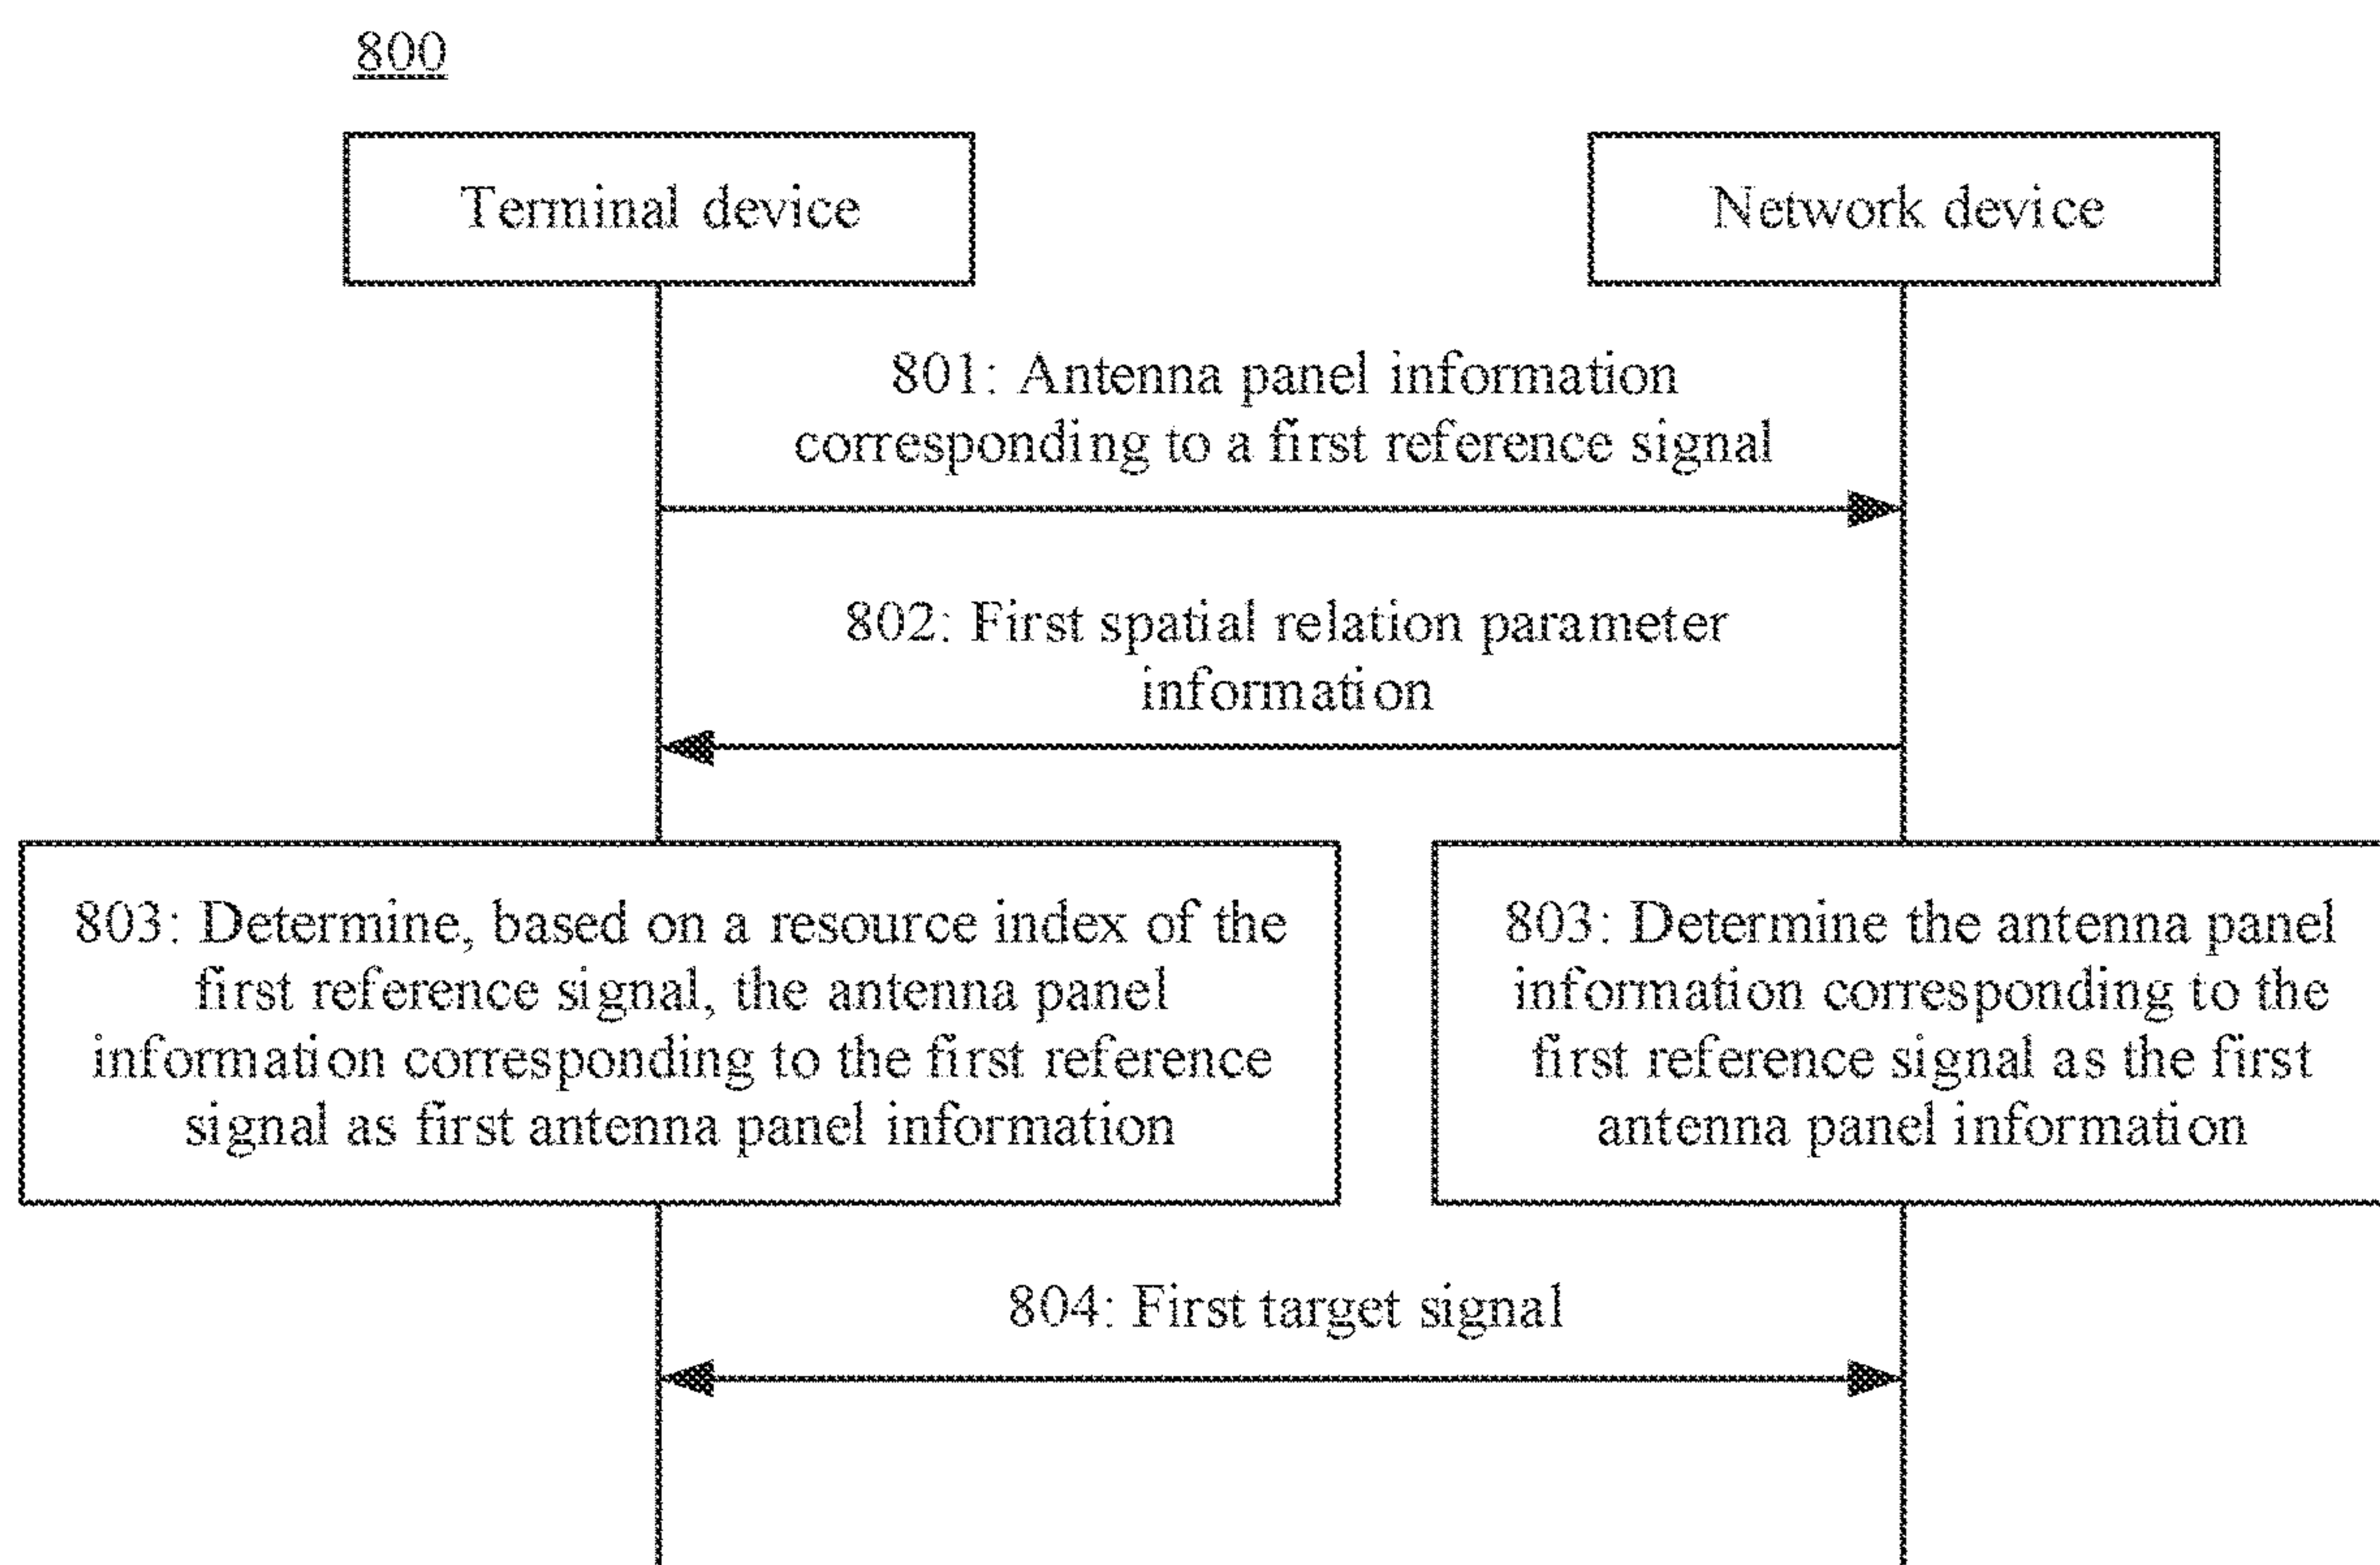 800
Terminal device
Network device
801: Antenna panel information
corresponding to a first reference signal
802: First spatial relation parameter
information
803: Determine, based on a resource index of the
first reference signal, the antenna panel
information corresponding to the first reference
signal as first antenna panel information
803: Determine the antenna panel
information corresponding to the
first reference signal as the first
antenna panel information
804: First target signal